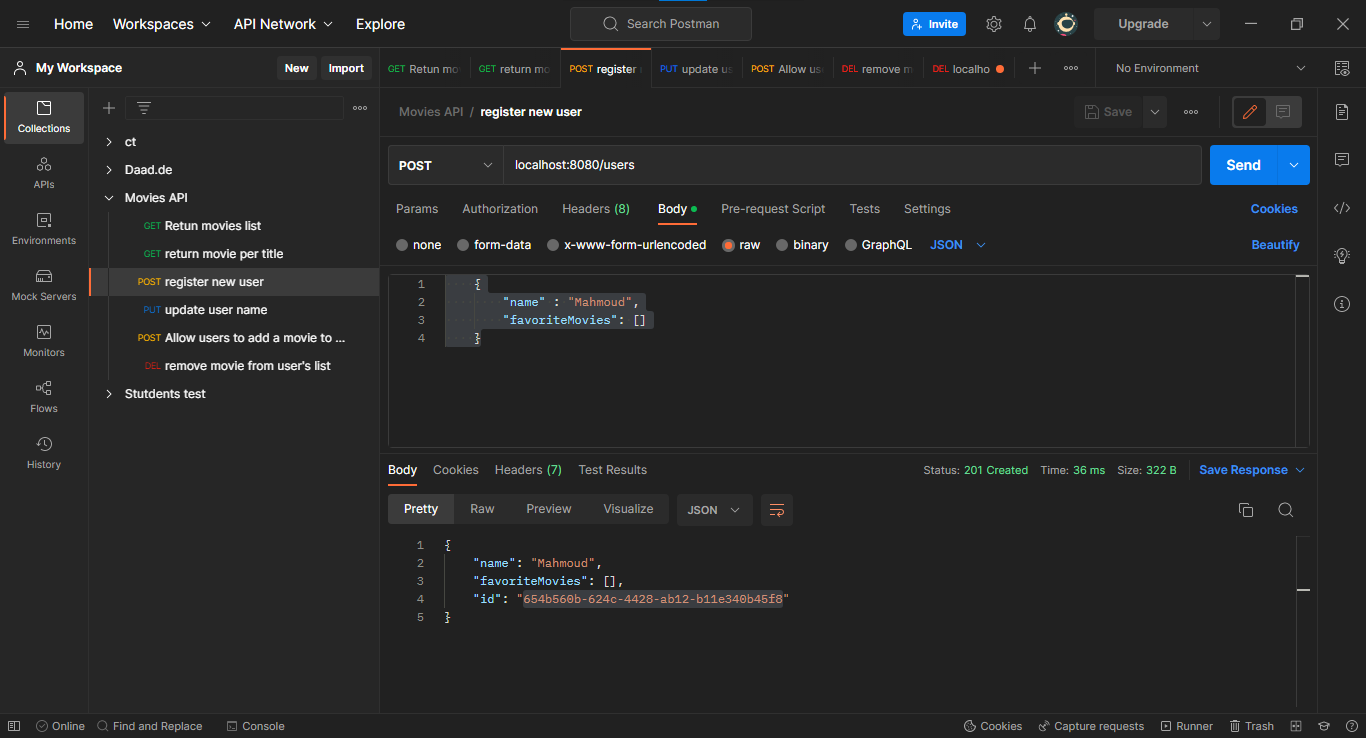 Home Workspaces API Network Explore Search Postman Invite Upgrade
My Workspace New Import GET Retun mo GET return mo POST register PUT update us POST Allow us DEL remove m DEL localho No Environment
Movies API / register new user Save
Collections
APIs
Environments
Mock Servers
Monitors
Flows
History
ct
Daad.de
Movies API
GET Retun movies list
GET return movie per title
POST register new user
PUT update user name
POST Allow users to add a movie to ...
DEL remove movie from user's list
Stutdents test
POST localhost:8080/users Send
Params Authorization Headers (8) Body Pre-request Script Tests Settings Cookies
none form-data x-www-form-urlencoded raw binary GraphQL JSON Beautify
1 {
2 "name" : "Mahmoud",
3 "favoriteMovies": []
4 }
Body Cookies Headers (7) Test Results Status: 201 Created Time: 36 ms Size: 322 B Save Response
Pretty Raw Preview Visualize JSON
1 {
2 "name": "Mahmoud",
3 "favoriteMovies": [],
4 "id": "654b560b-624c-4428-ab12-b11e340b45f8"
5 }
Online Find and Replace Console Cookies Capture requests Runner Trash